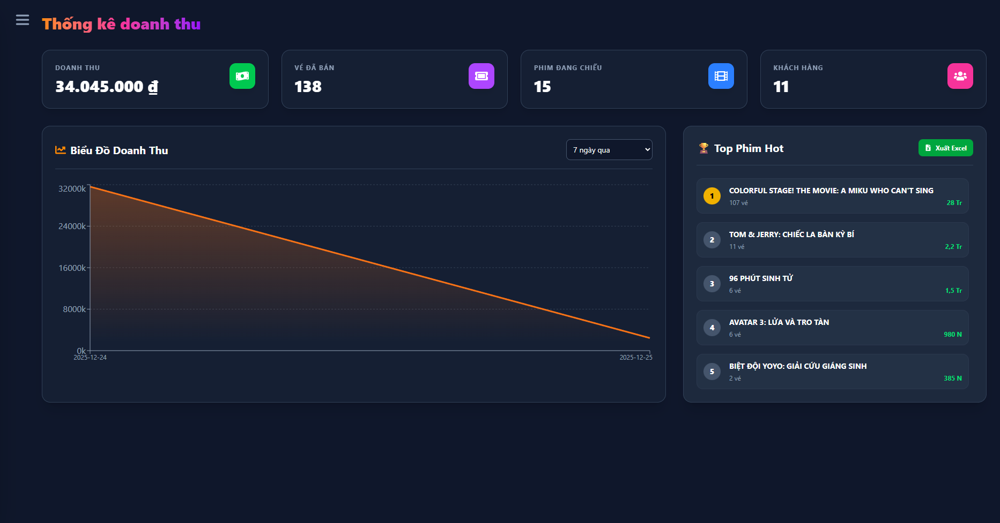 Thống kê doanh thu
DOANH THU
34.045.000 ₫
VÉ ĐÃ BÁN
138
PHIM ĐANG CHIẾU
15
KHÁCH HÀNG
11
Biểu Đồ Doanh Thu
7 ngày qua
32000k
24000k
16000k
8000k
0k
2025-12-24
2025-12-25
Top Phim Hot
Xuất Excel
1
COLORFUL STAGE! THE MOVIE: A MIKU WHO CAN'T SING
107 vé
28 Tr
2
TOM & JERRY: CHIẾC LA BÀN KỲ BÍ
11 vé
2,2 Tr
3
96 PHÚT SINH TỬ
6 vé
1,5 Tr
4
AVATAR 3: LỬA VÀ TRO TÀN
6 vé
980 N
5
BIỆT ĐỘI YOYO: GIẢI CỨU GIÁNG SINH
2 vé
385 N